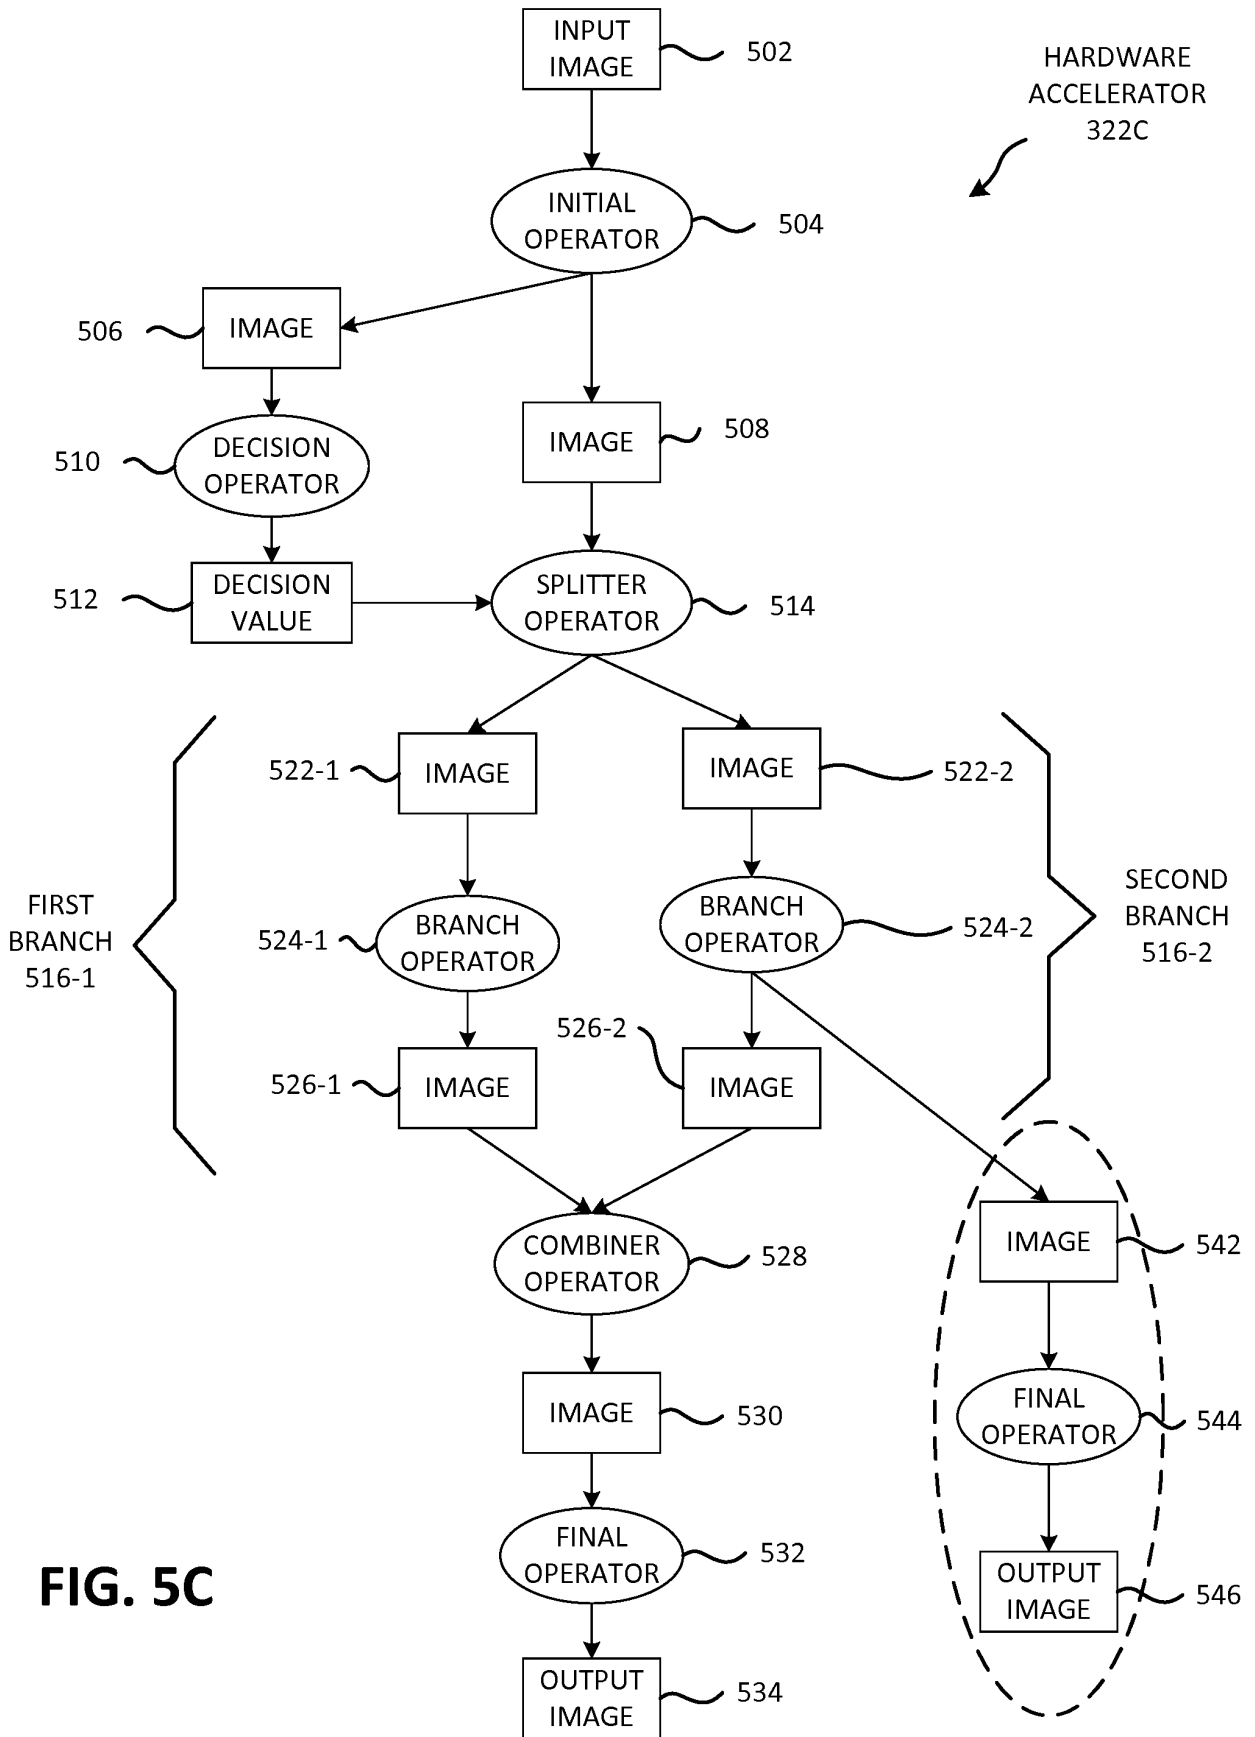 INPUT
IMAGE
502
HARDWARE
ACCELERATOR
322C
INITIAL
OPERATOR
504
506
IMAGE
IMAGE
508
510
DECISION
OPERATOR
512
DECISION
VALUE
SPLITTER
OPERATOR
514
522-1
IMAGE
IMAGE
522-2
FIRST
BRANCH
516-1
524-1
BRANCH
OPERATOR
BRANCH
OPERATOR
524-2
SECOND
BRANCH
516-2
526-1
IMAGE
526-2
IMAGE
COMBINER
OPERATOR
528
IMAGE
542
IMAGE
530
FINAL
OPERATOR
544
FINAL
OPERATOR
532
OUTPUT
IMAGE
546
FIG. 5C
OUTPUT
IMAGE
534